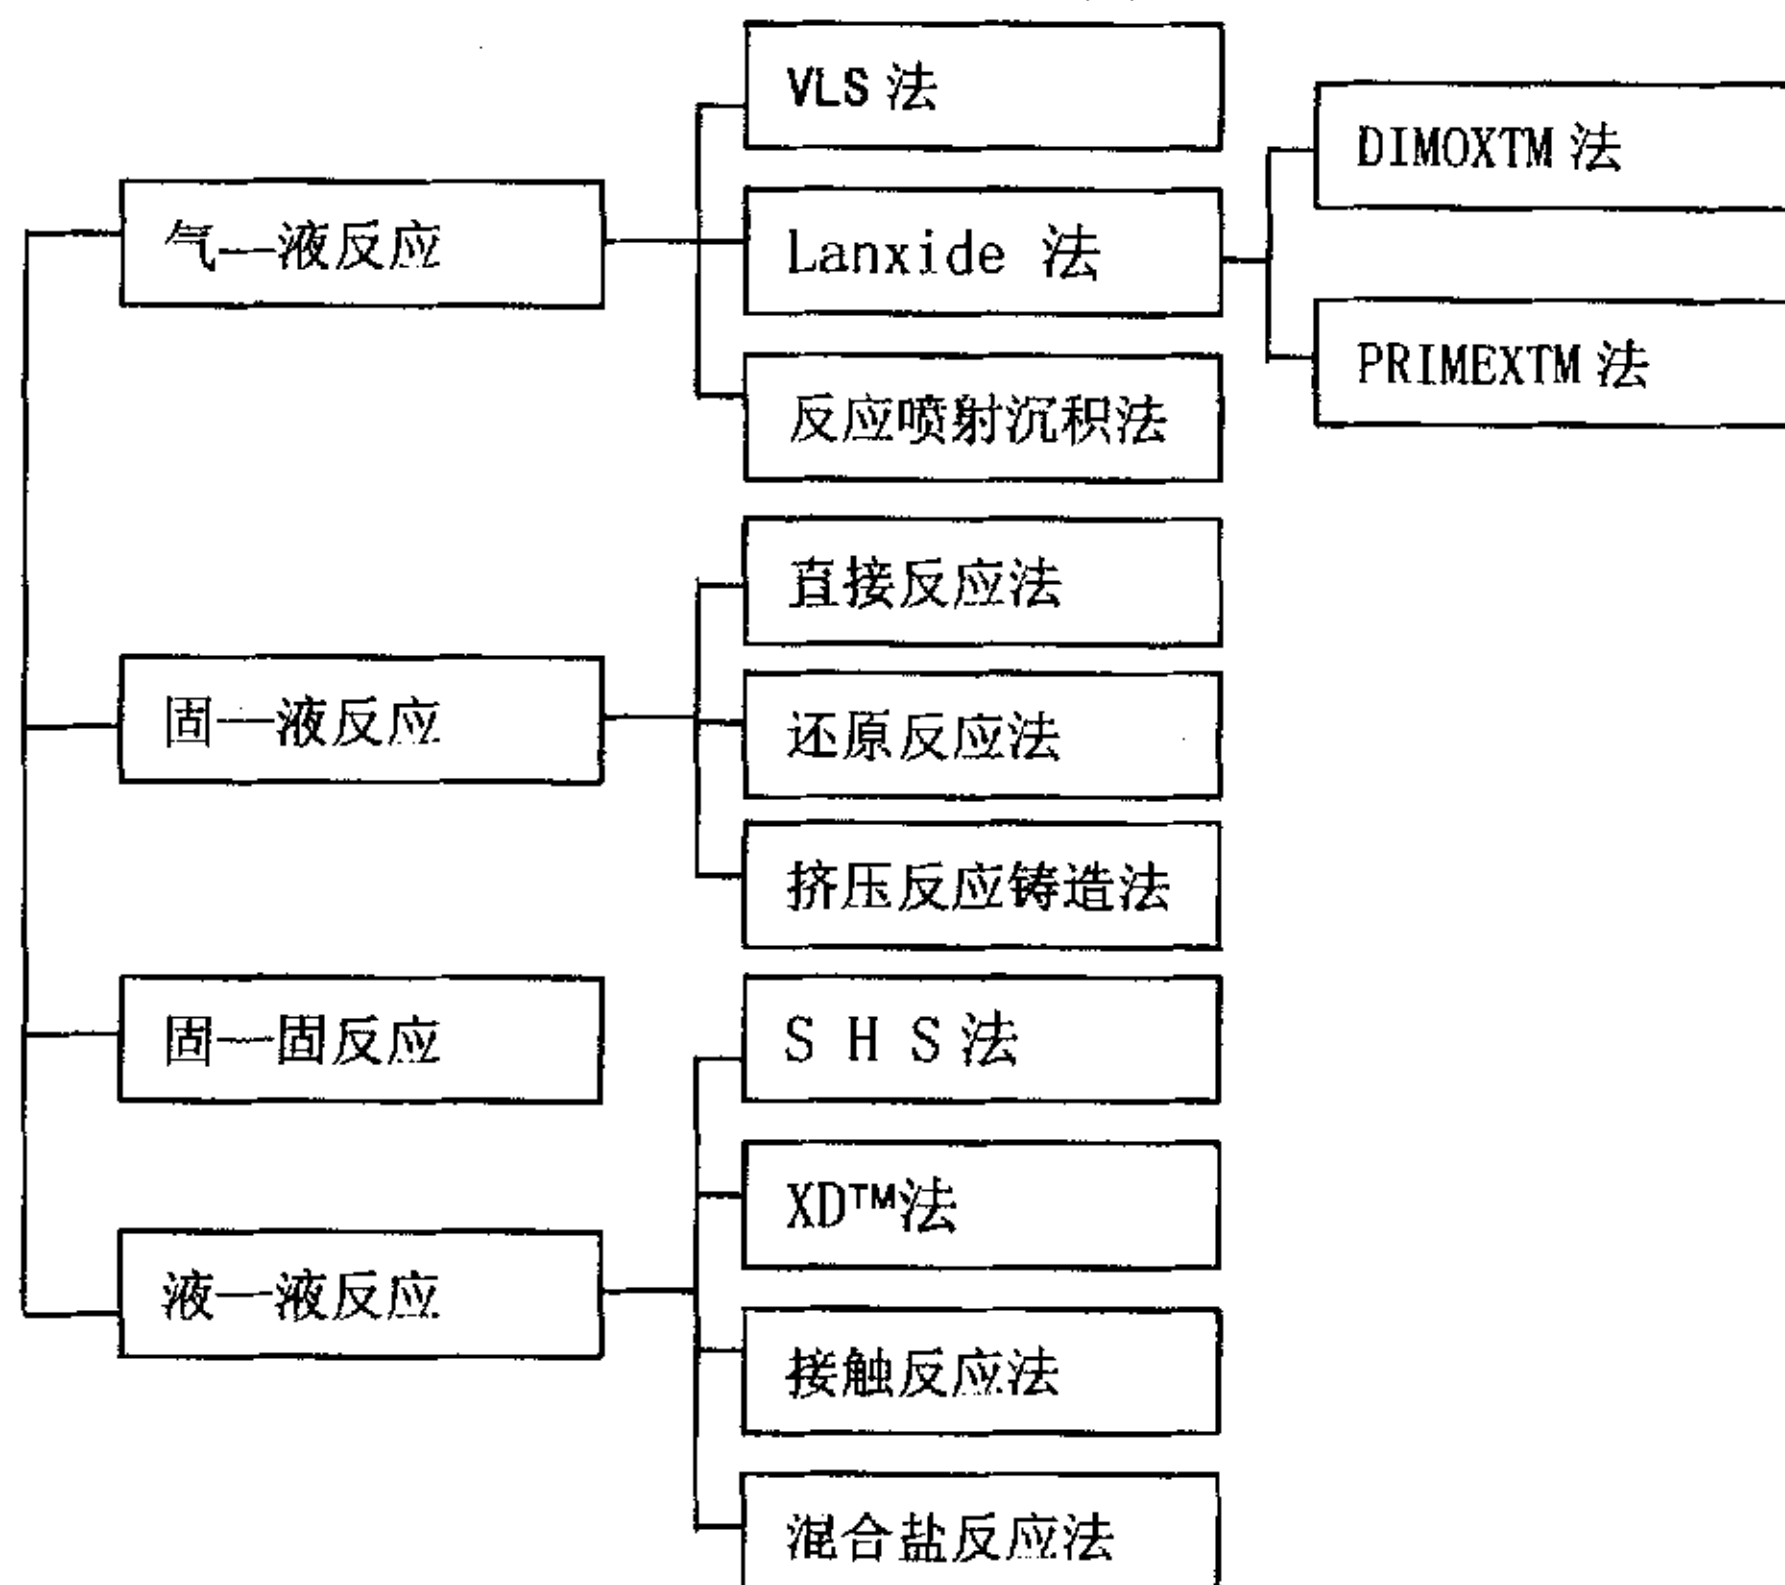 VLS 法
DIMOXTM 法
气—液反应
Lanxide 法
PRIMEXTM 法
反应喷射沉积法
直接反应法
固—液反应
还原反应法
挤压反应铸造法
固—固反应
S H S 法
XD™法
液—液反应
接触反应法
混合盐反应法